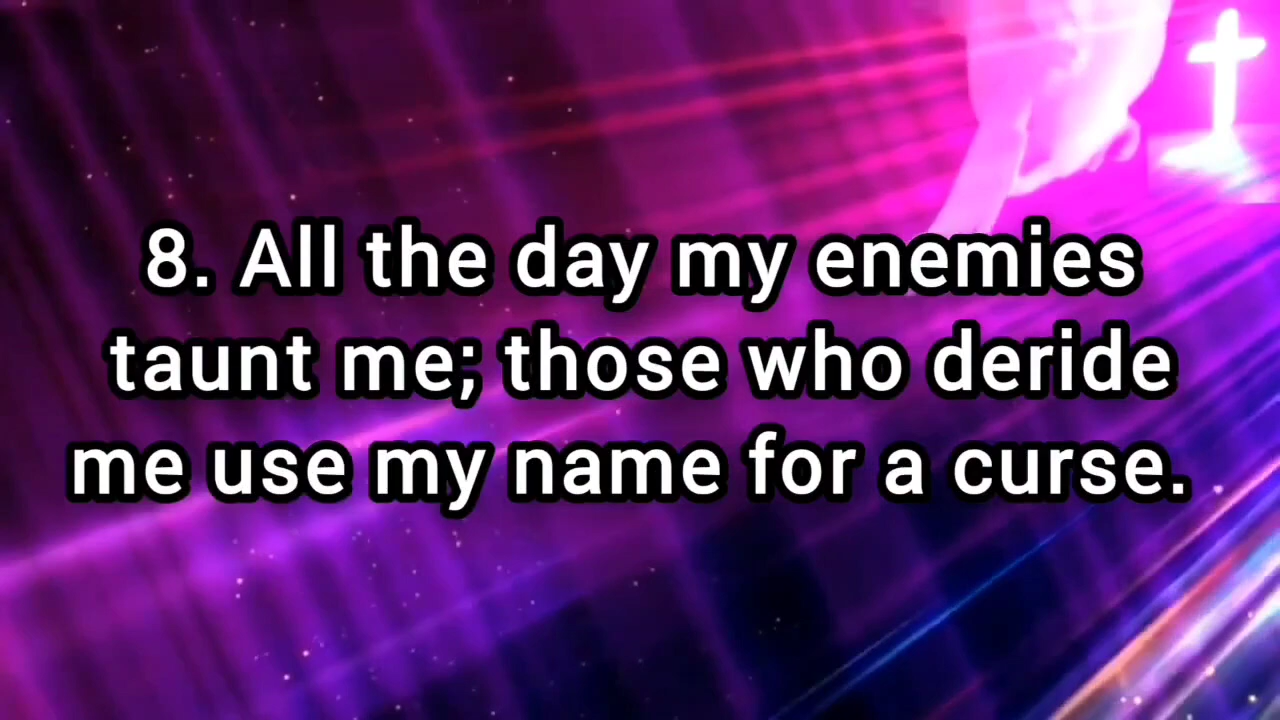 8. All the day my enemies
taunt me; those who deride
me use my name for a curse.